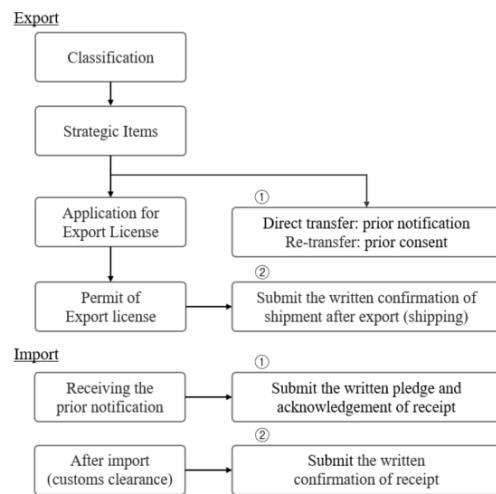 Export
Classification
Strategic Items
①
Application for
Export License
Direct transfer: prior notification
Re-transfer: prior consent
②
Permit of
Export license
Submit the written confirmation of
shipment after export (shipping)
Import
①
Receiving the
prior notification
Submit the written pledge and
acknowledgement of receipt
②
After import
(customs clearance)
Submit the written
confirmation of receipt